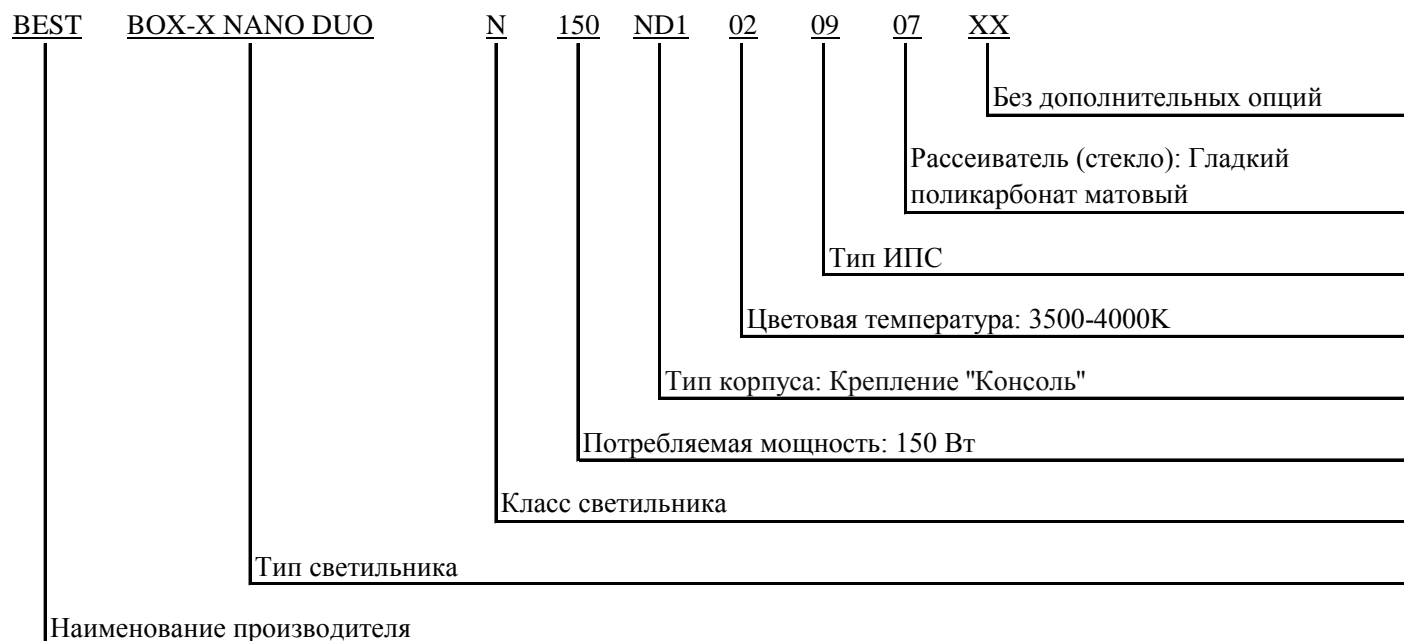 BEST BOX-X NANO DUO N 150 ND1 02 09 07 XX
Без дополнительных опций
Рассеиватель (стекло): Гладкий
поликарбонат матовый
Тип ИПС
Цветовая температура: 3500-4000К
Тип корпуса: Крепление "Консоль"
Потребляемая мощность: 150 Вт
Класс светильника
Тип светильника
Наименование производителя